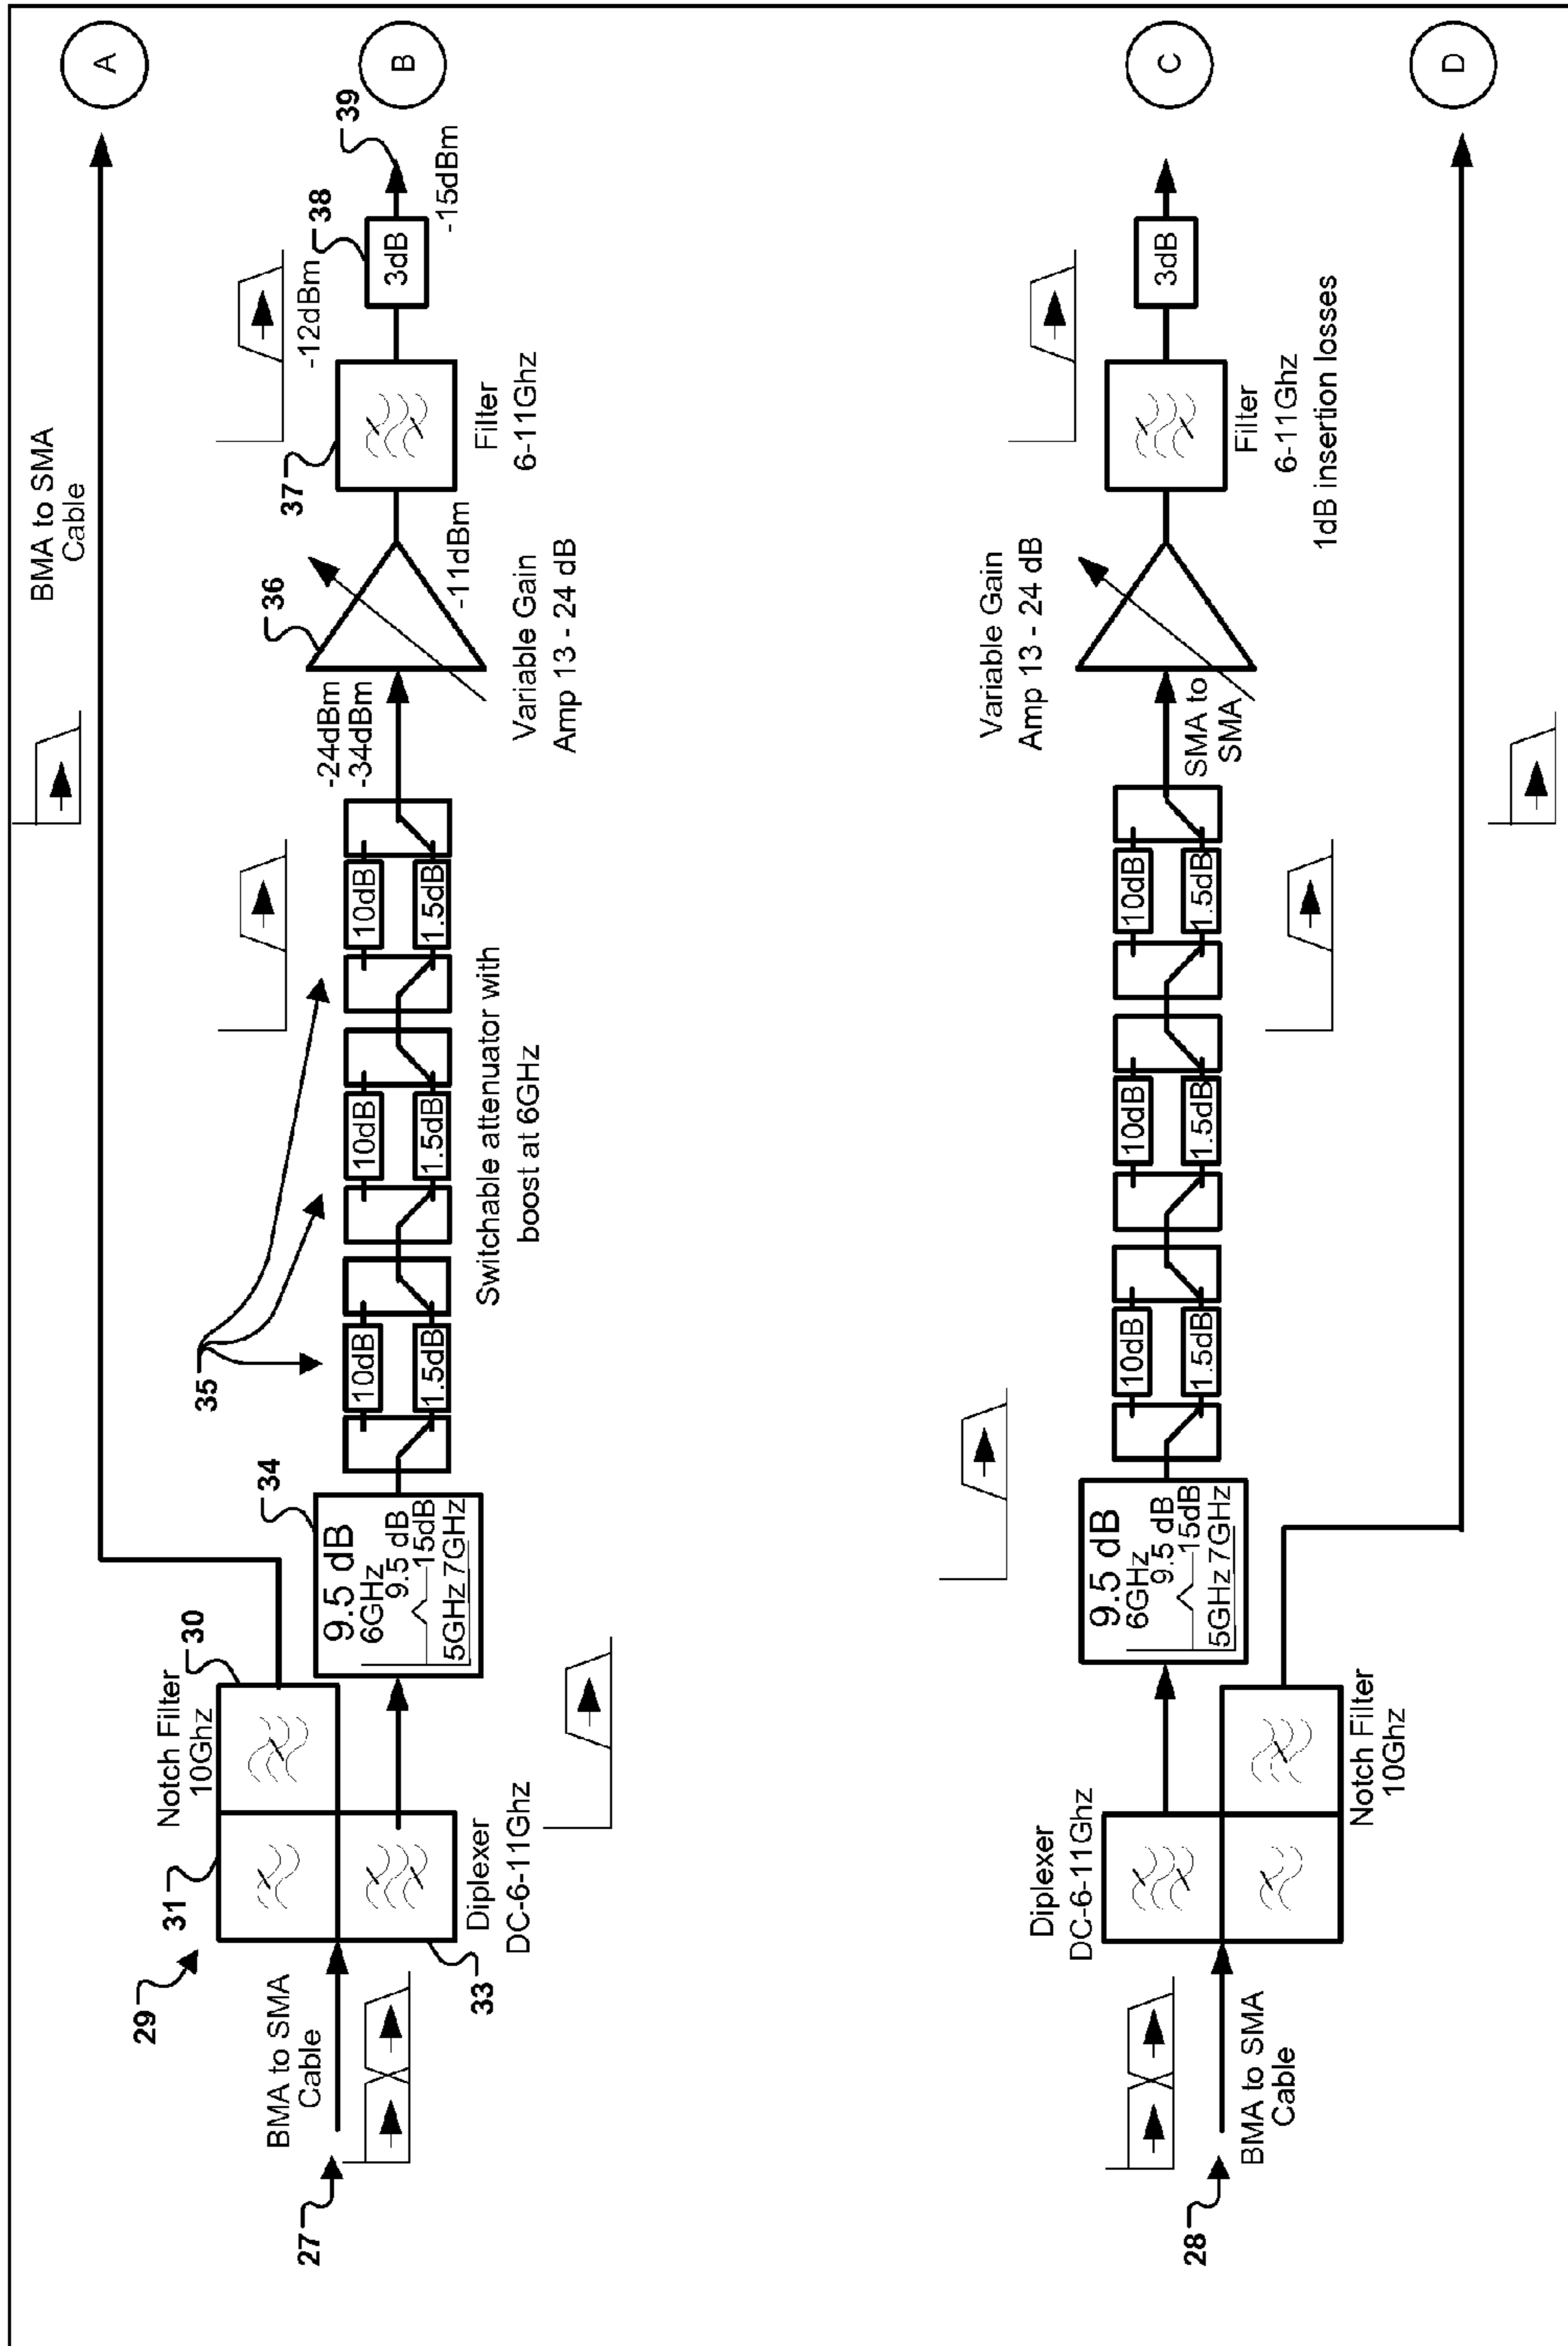 A
BMA to SMA
Cable
29
31
30
Notch Filter
10Ghz
27
BMA to SMA
Cable
33
Diplexer
DC-6-11Ghz
34
9.5 dB
6GHz
9.5 dB
15dB
5GHz 7GHz
35
10dB
1.5dB
10dB
1.5dB
10dB
1.5dB
Switchable attenuator with
boost at 6GHz
-24dBm
-34dBm
36
-11dBm
Variable Gain
Amp 13 - 24 dB
37
Filter
6-11Ghz
-12dBm
38
3dB
39
-15dBm
B
28
BMA to SMA
Cable
Diplexer
DC-6-11Ghz
Notch Filter
10Ghz
9.5 dB
6GHz
9.5 dB
15dB
5GHz 7GHz
10dB
1.5dB
10dB
1.5dB
10dB
1.5dB
SMA to
SMA
Variable Gain
Amp 13 - 24 dB
Filter
6-11Ghz
1dB insertion losses
3dB
C
D